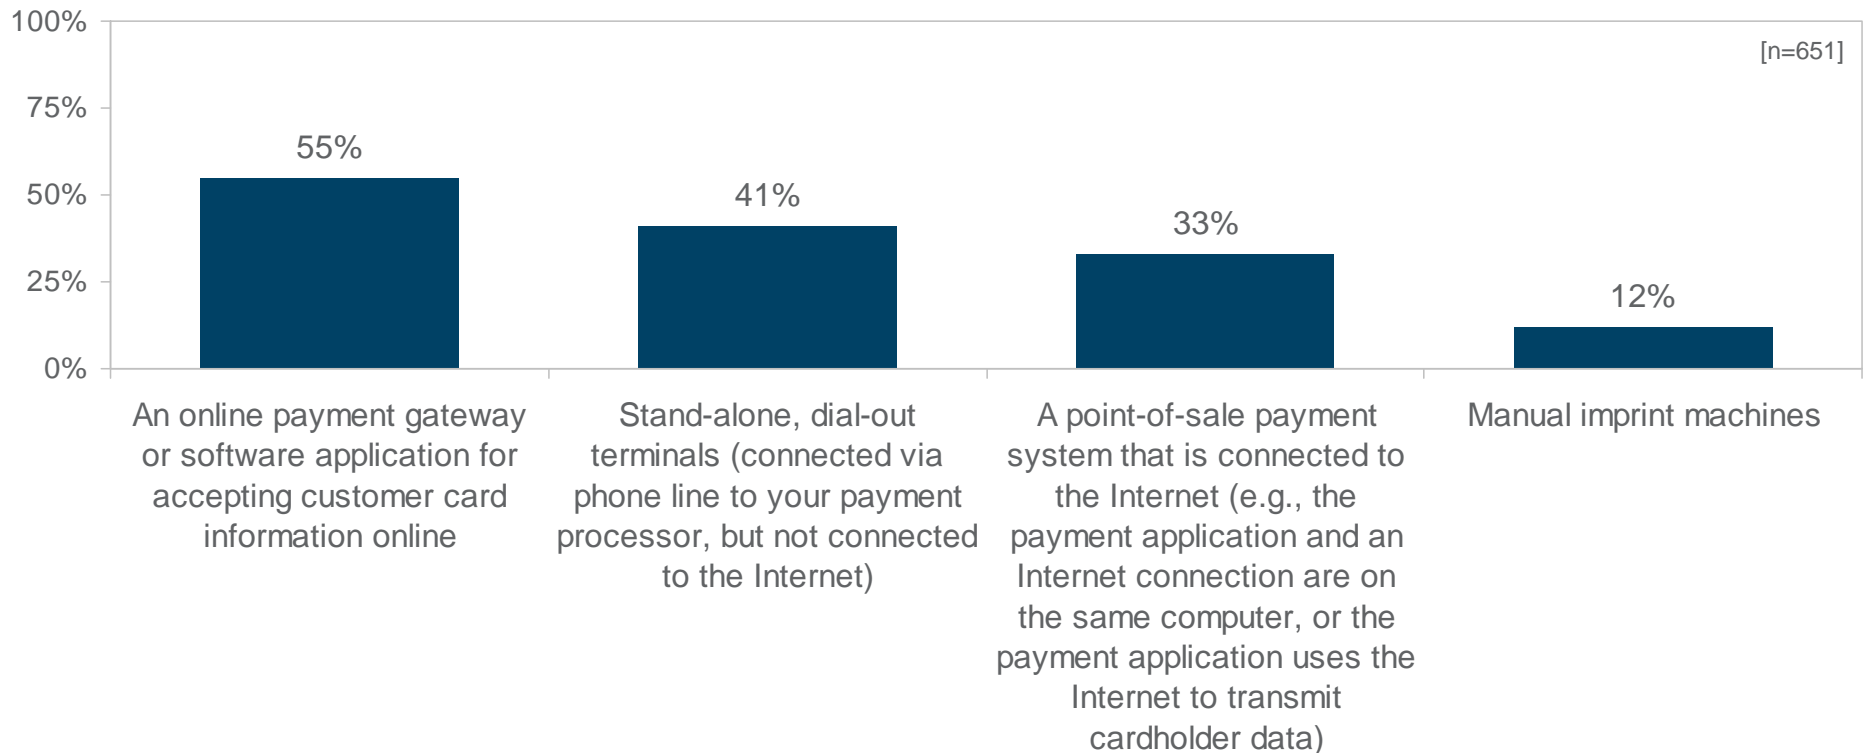 100%
[n=651]
75%
55%
50%
41%
33%
25%
12%
0%
An online payment gateway
or software application for
accepting customer card
information online
Stand-alone, dial-out
terminals (connected via
phone line to your payment
processor, but not connected
to the Internet)
A point-of-sale payment
system that is connected to
the Internet (e.g., the
payment application and an
Internet connection are on
the same computer, or the
payment application uses the
Internet to transmit
cardholder data)
Manual imprint machines